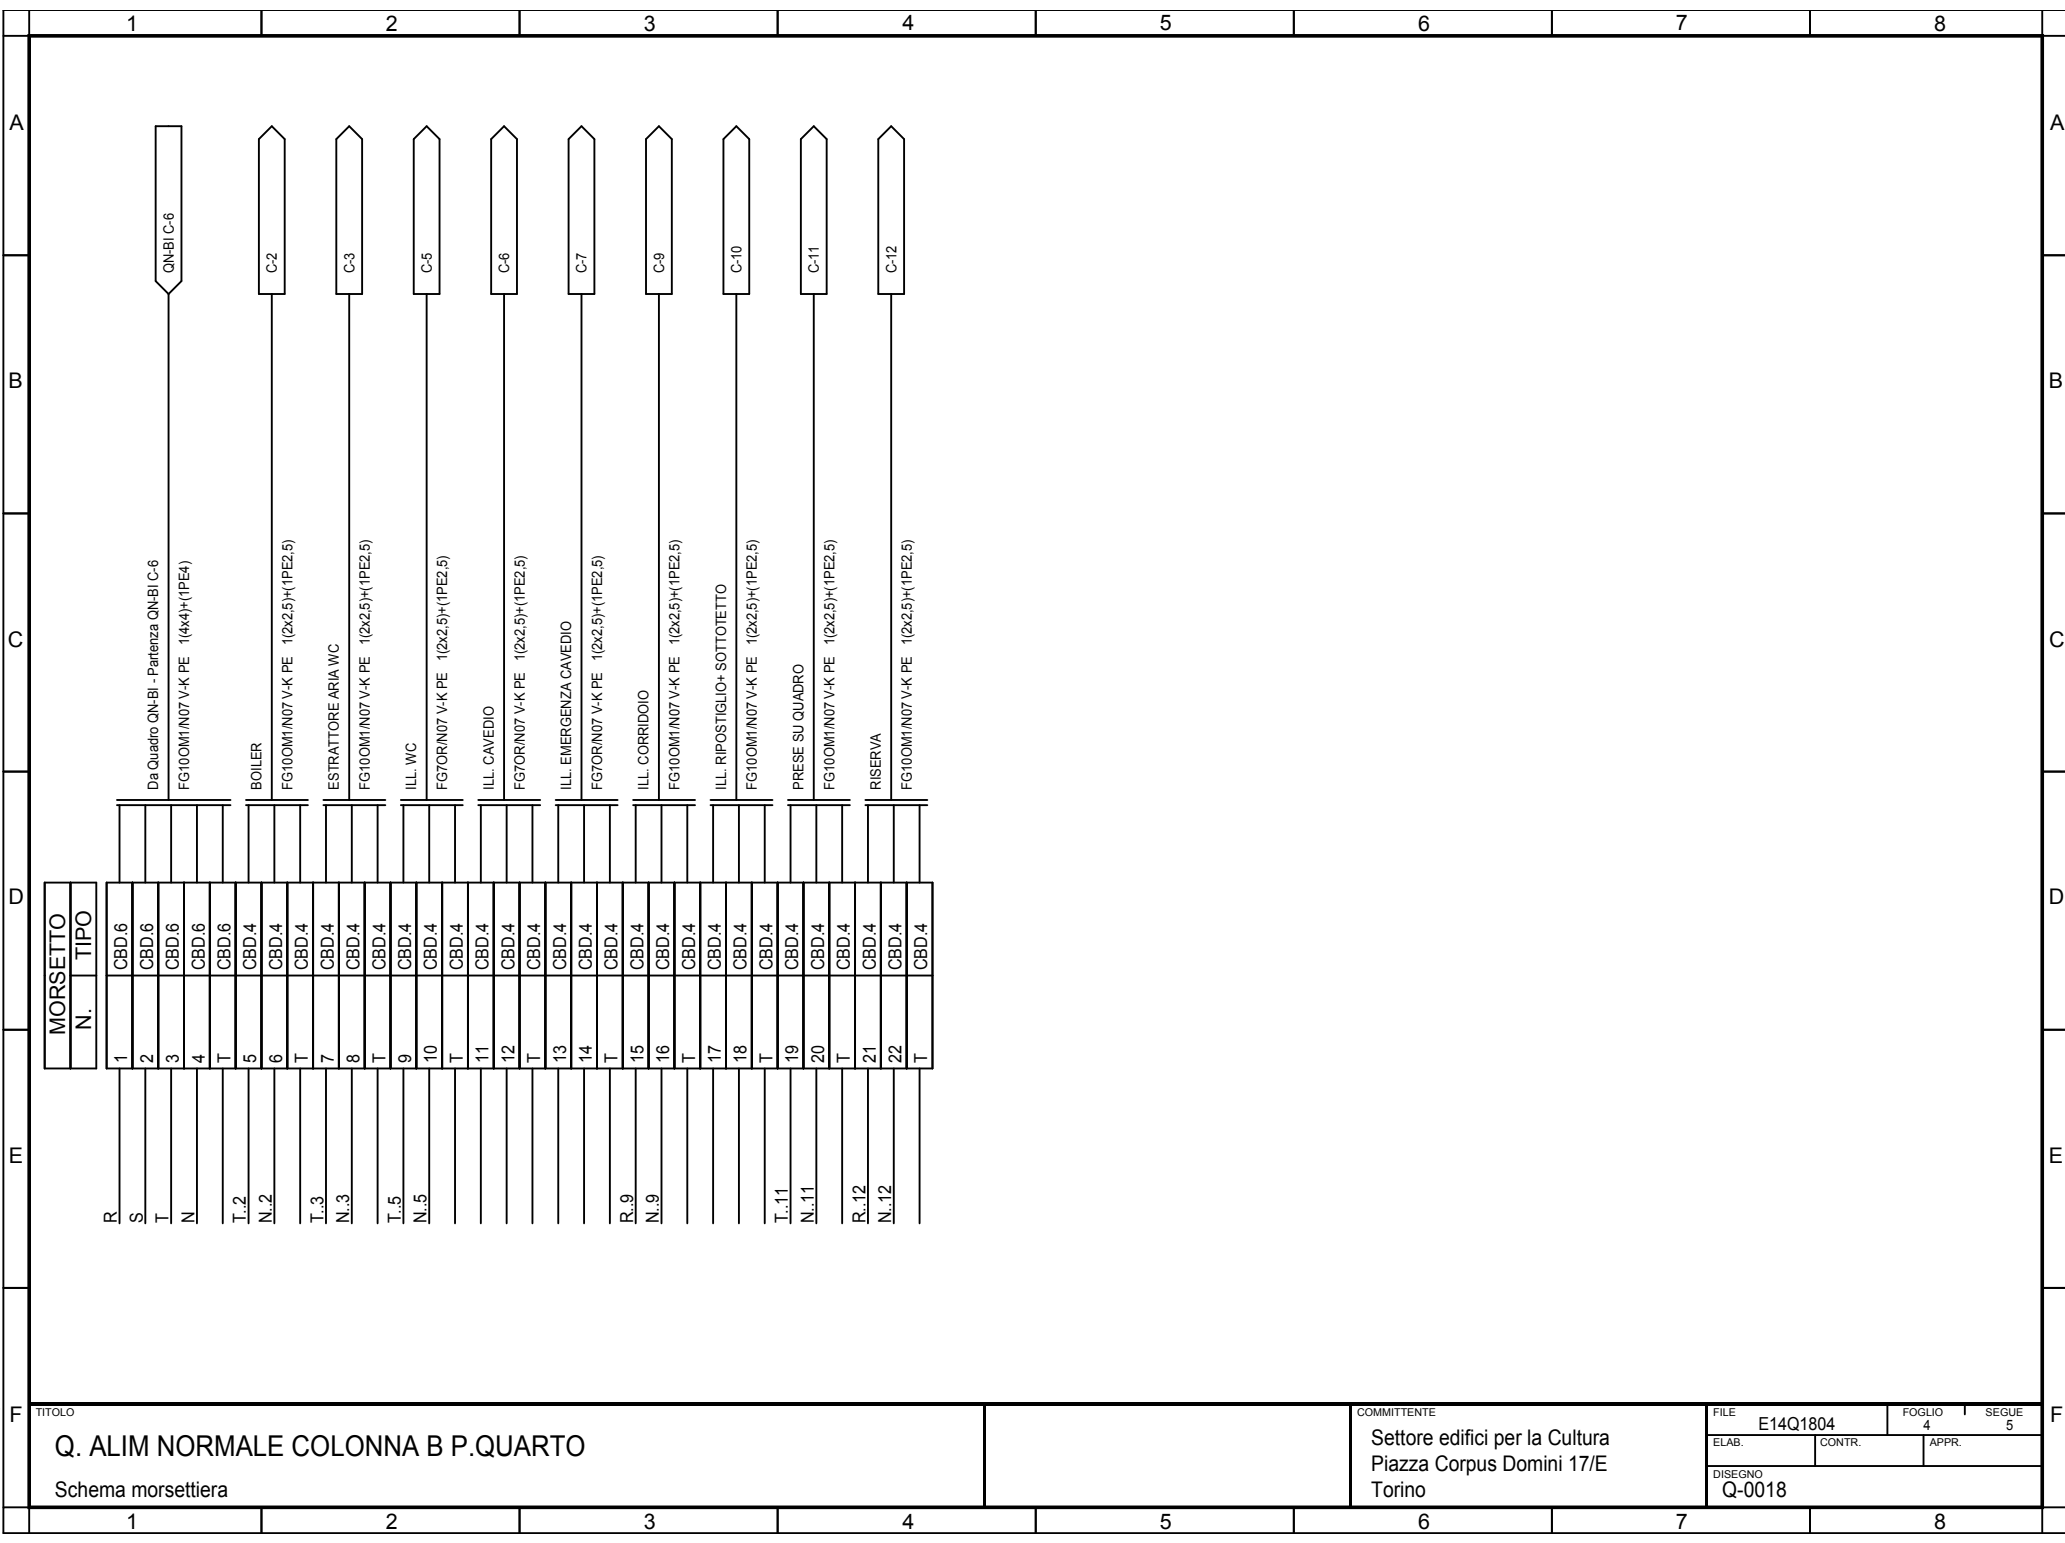 1 2 3 4 5 6 7 8
A A
B B
C C
D D
E E
F F
QN-BI C-6
C-2
C-3
C-5
C-6
C-7
C-9
C-10
C-11
C-12
Da Quadro QN-BI - Partenza QN-BI C-6
FG10OM1/N07 V-K PE 1(4x4)+(1PE4)
BOILER
FG10OM1/N07 V-K PE 1(2x2,5)+(1PE2,5)
ESTRATTORE ARIA WC
FG10OM1/N07 V-K PE 1(2x2,5)+(1PE2,5)
ILL. WC
FG7OR/N07 V-K PE 1(2x2,5)+(1PE2,5)
ILL. CAVEDIO
FG7OR/N07 V-K PE 1(2x2,5)+(1PE2,5)
ILL. EMERGENZA CAVEDIO
FG7OR/N07 V-K PE 1(2x2,5)+(1PE2,5)
ILL. CORRIDOIO
FG10OM1/N07 V-K PE 1(2x2,5)+(1PE2,5)
ILL. RIPOSTIGLIO+ SOTTOTETTO
FG10OM1/N07 V-K PE 1(2x2,5)+(1PE2,5)
PRESE SU QUADRO
FG10OM1/N07 V-K PE 1(2x2,5)+(1PE2,5)
RISERVA
FG10OM1/N07 V-K PE 1(2x2,5)+(1PE2,5)
MORSETTO
N. TIPO
1 CBD.6
2 CBD.6
3 CBD.6
4 CBD.6
T CBD.6
5 CBD.4
6 CBD.4
T CBD.4
7 CBD.4
8 CBD.4
T CBD.4
9 CBD.4
10 CBD.4
T CBD.4
11 CBD.4
12 CBD.4
T CBD.4
13 CBD.4
14 CBD.4
T CBD.4
15 CBD.4
16 CBD.4
T CBD.4
17 CBD.4
18 CBD.4
T CBD.4
19 CBD.4
20 CBD.4
T CBD.4
21 CBD.4
22 CBD.4
T CBD.4
R
S
T
N
T..2
N..2
T..3
N..3
T..5
N..5
R..9
N..9
T..11
N..11
R..12
N..12
TITOLO
Q. ALIM NORMALE COLONNA B P.QUARTO
Schema morsettiera
COMMITTENTE
Settore edifici per la Cultura
Piazza Corpus Domini 17/E
Torino
FILE
E14Q1804
FOGLIO
4
SEGUE
5
ELAB.
CONTR.
APPR.
DISEGNO
Q-0018
1 2 3 4 5 6 7 8